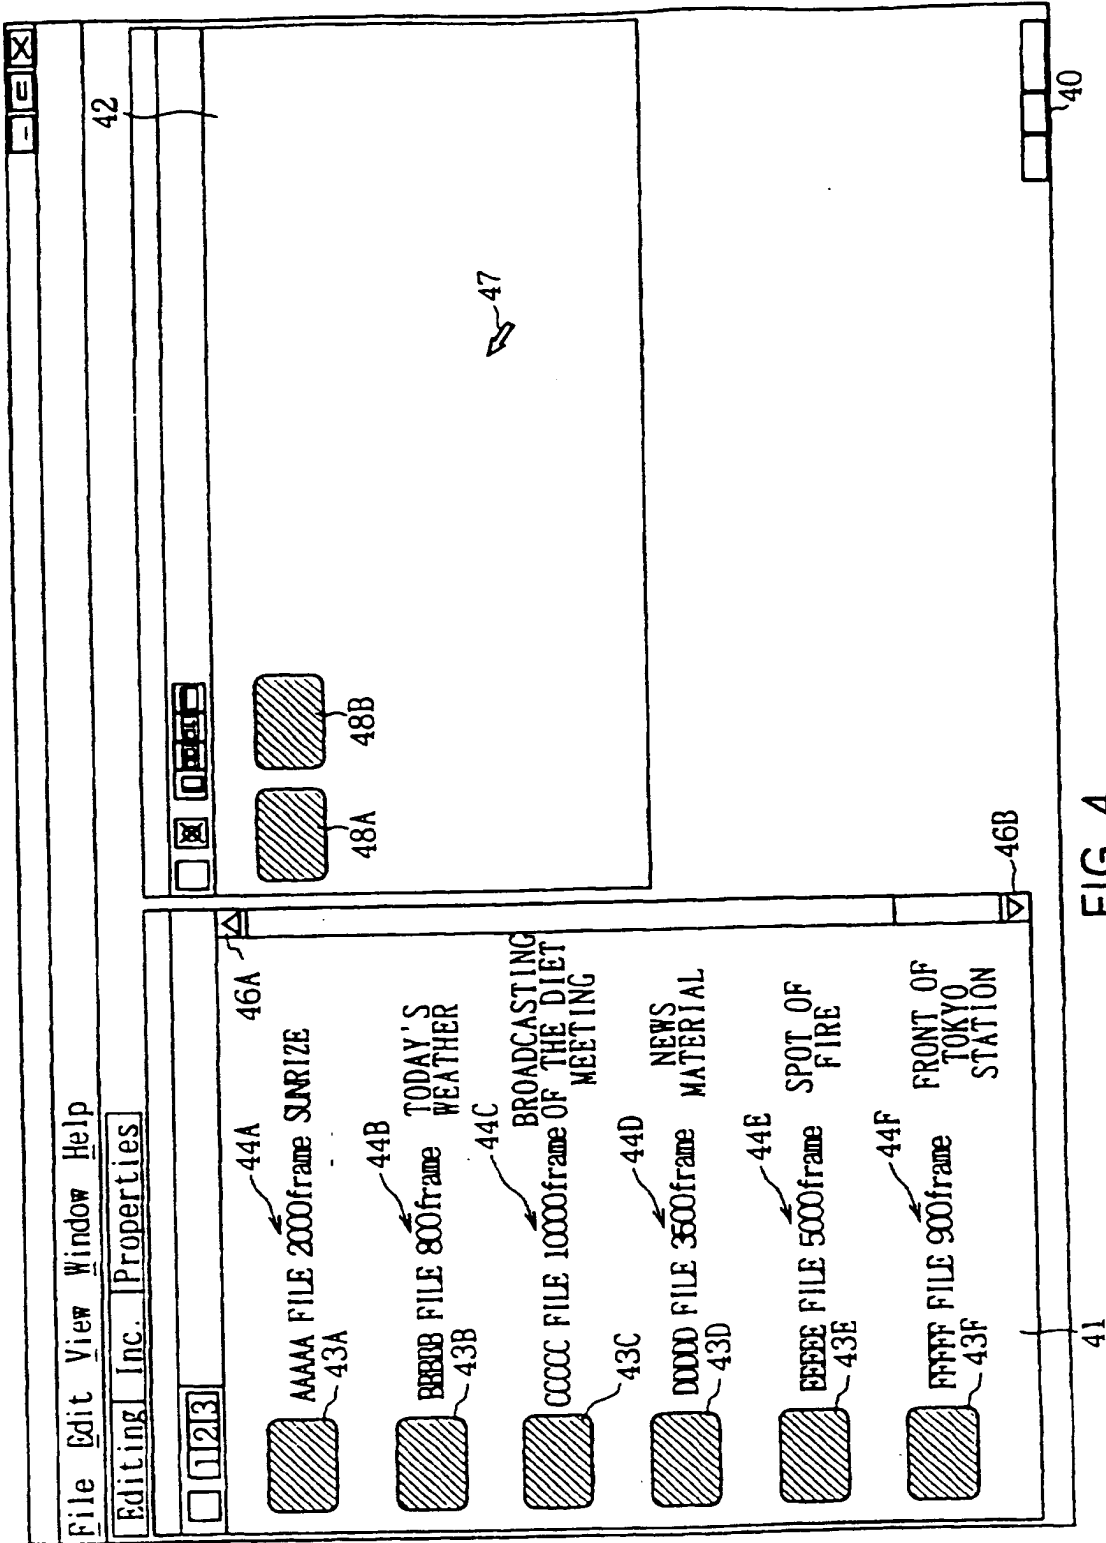 File Edit View Window Help
Editing Inc. Properties
1 2 3
42
46A
44A
AAAAA FILE 2000frame SUNRIZE
43A
44B
BBBBB FILE 800frame TODAY'S
WEATHER
43B
44C
BROADCASTING
CCCCC FILE 10000frame OF THE DIET
MEETING
43C
44D
NEWS
DDDDD FILE 3500frame MATERIAL
43D
44E
SPOT OF
EEEEE FILE 5000frame FIRE
43E
44F
FRONT OF
FFFFF FILE 900frame TOKYO
STATION
43F
46B
41
48A
48B
47
40
FIG. 4